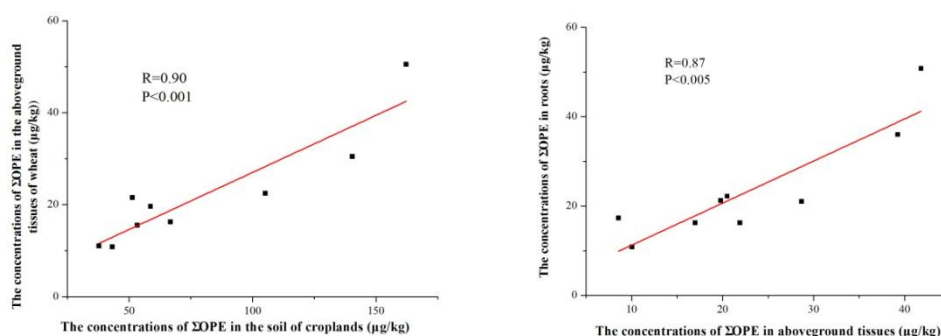 The concentrations of ΣOPE in the aboveground
tissues of wheat (µg/kg))
60
40
20
0
R=0.90
P<0.001
50
100
150
The concentrations of ΣOPE in the soil of croplands (µg/kg)
The concentrations of ΣOPE in roots (µg/kg)
60
40
20
0
R=0.87
P<0.005
10
20
30
40
The concentrations of ΣOPE in aboveground tissues (µg/kg)